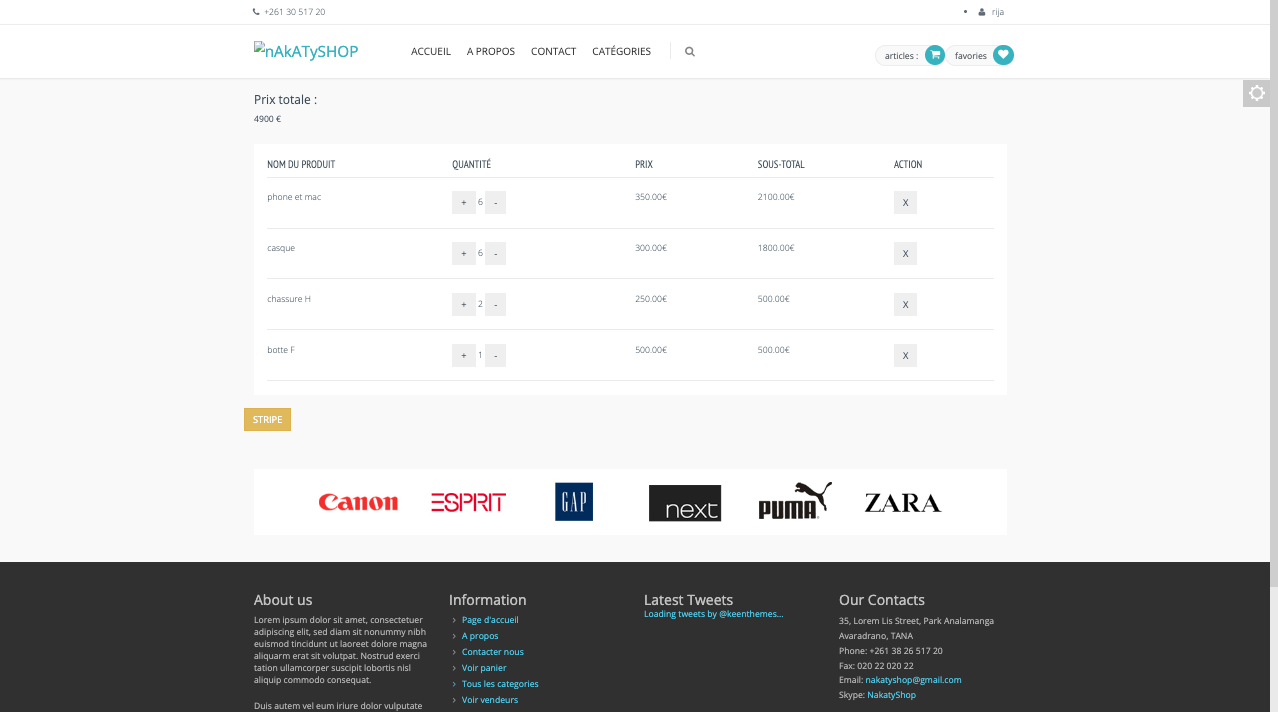 +261 30 517 20
rija
nAkATySHOP
ACCUEIL A PROPOS CONTACT CATÉGORIES
articles : favories
Prix totale :
4900 €
NOM DU PRODUIT QUANTITÉ PRIX SOUS-TOTAL ACTION
phone et mac + 6 - 350.00€ 2100.00€ X
casque + 6 - 300.00€ 1800.00€ X
chassure H + 2 - 250.00€ 500.00€ X
botte F + 1 - 500.00€ 500.00€ X
STRIPE
Canon ESPRIT GAP next PUMA ZARA
About us
Lorem ipsum dolor sit amet, consectetuer
adipiscing elit, sed diam sit nonummy nibh
euismod tincidunt ut laoreet dolore magna
aliquarm erat sit volutpat. Nostrud exerci
tation ullamcorper suscipit lobortis nisl
aliquip commodo consequat.
Duis autem vel eum iriure dolor vulputate
Information
Page d'accueil
A propos
Contacter nous
Voir panier
Tous les categories
Voir vendeurs
Latest Tweets
Loading tweets by @keenthemes...
Our Contacts
35, Lorem Lis Street, Park Analamanga
Avaradrano, TANA
Phone: +261 38 26 517 20
Fax: 020 22 020 22
Email: nakatyshop@gmail.com
Skype: NakatyShop